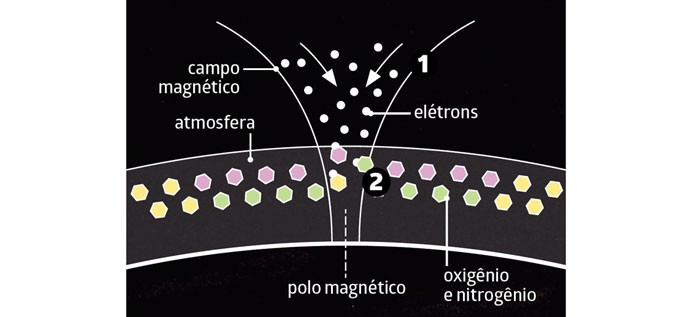 1
campo
magnético
elétrons
atmosfera
2
polo magnético
oxigênio
e nitrogênio